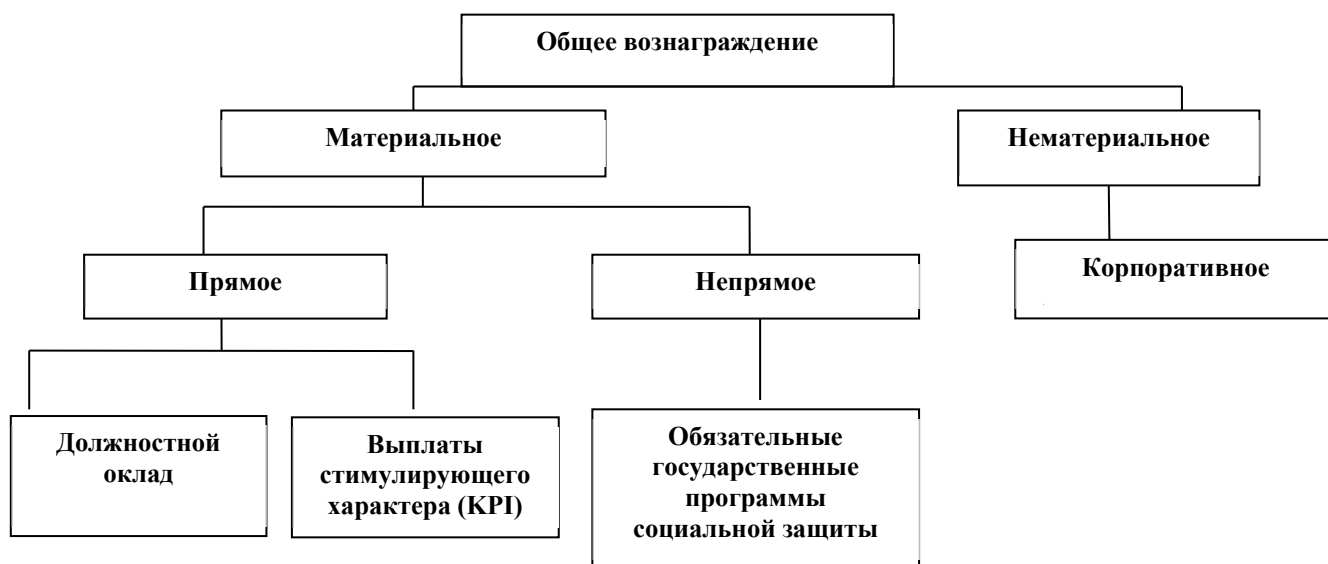 Общее вознаграждение
Материальное
Нематериальное
Прямое
Непрямое
Корпоративное
Должностной
оклад
Выплаты
стимулирующего
характера (KPI)
Обязательные
государственные
программы
социальной защиты